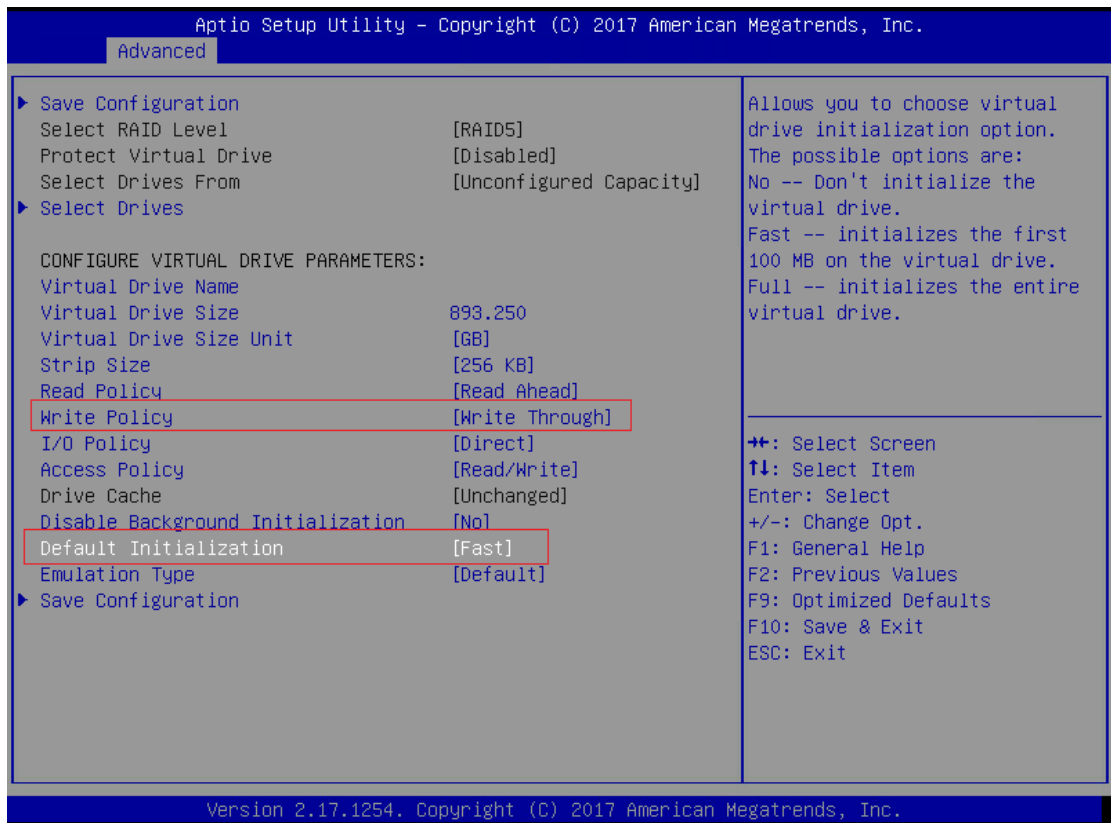 Aptio Setup Utility – Copyright (C) 2017 American Megatrends, Inc.
Advanced
Save Configuration
Select RAID Level [RAID5]
Protect Virtual Drive [Disabled]
Select Drives From [Unconfigured Capacity]
Select Drives
CONFIGURE VIRTUAL DRIVE PARAMETERS:
Virtual Drive Name
Virtual Drive Size 893.250
Virtual Drive Size Unit [GB]
Strip Size [256 KB]
Read Policy [Read Ahead]
Write Policy [Write Through]
I/O Policy [Direct]
Access Policy [Read/Write]
Drive Cache [Unchanged]
Disable Background Initialization [No]
Default Initialization [Fast]
Emulation Type [Default]
Save Configuration
Allows you to choose virtual
drive initialization option.
The possible options are:
No -- Don't initialize the
virtual drive.
Fast -- initializes the first
100 MB on the virtual drive.
Full -- initializes the entire
virtual drive.
→←: Select Screen
↑↓: Select Item
Enter: Select
+/-: Change Opt.
F1: General Help
F2: Previous Values
F9: Optimized Defaults
F10: Save & Exit
ESC: Exit
Version 2.17.1254. Copyright (C) 2017 American Megatrends, Inc.